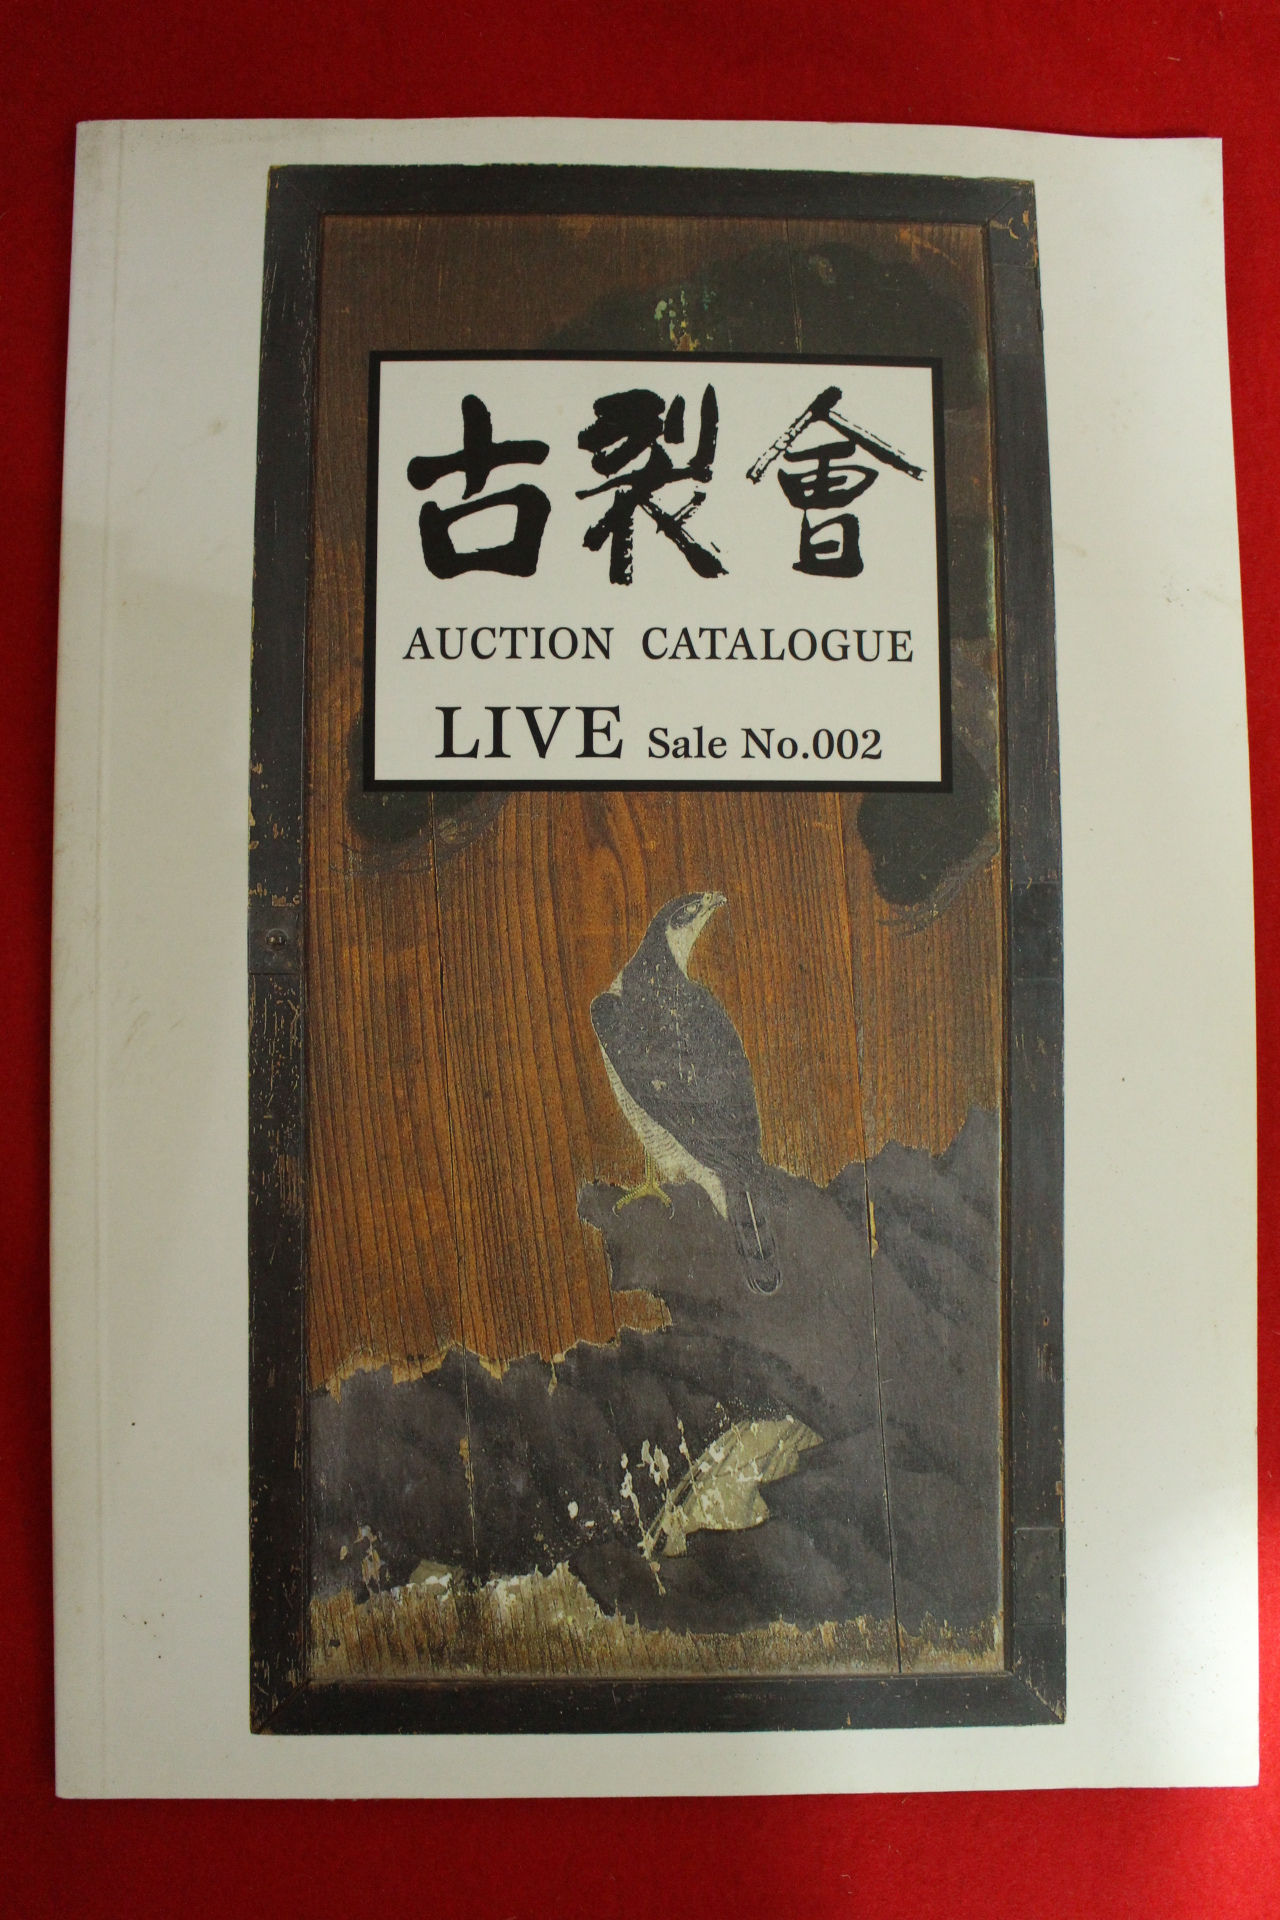 古裂會
AUCTION CATALOGUE
LIVE Sale No.002